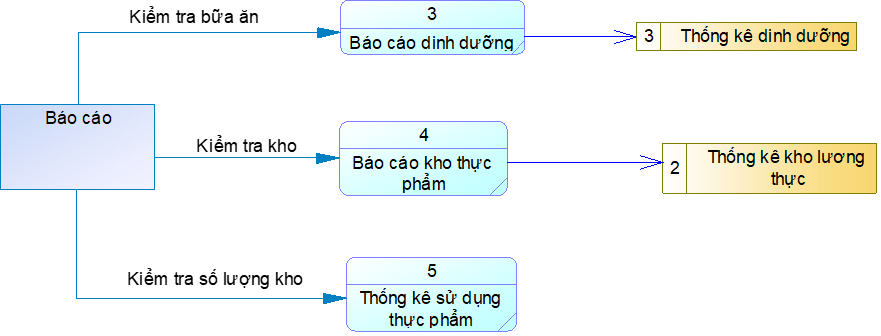 Kiểm tra bữa ăn
3
Báo cáo dinh dưỡng
3 Thống kê dinh dưỡng
Báo cáo
Kiểm tra kho
4
Báo cáo kho thực
phẩm
2
Thống kê kho lương
thực
Kiểm tra số lượng kho
5
Thống kê sử dụng
thực phẩm